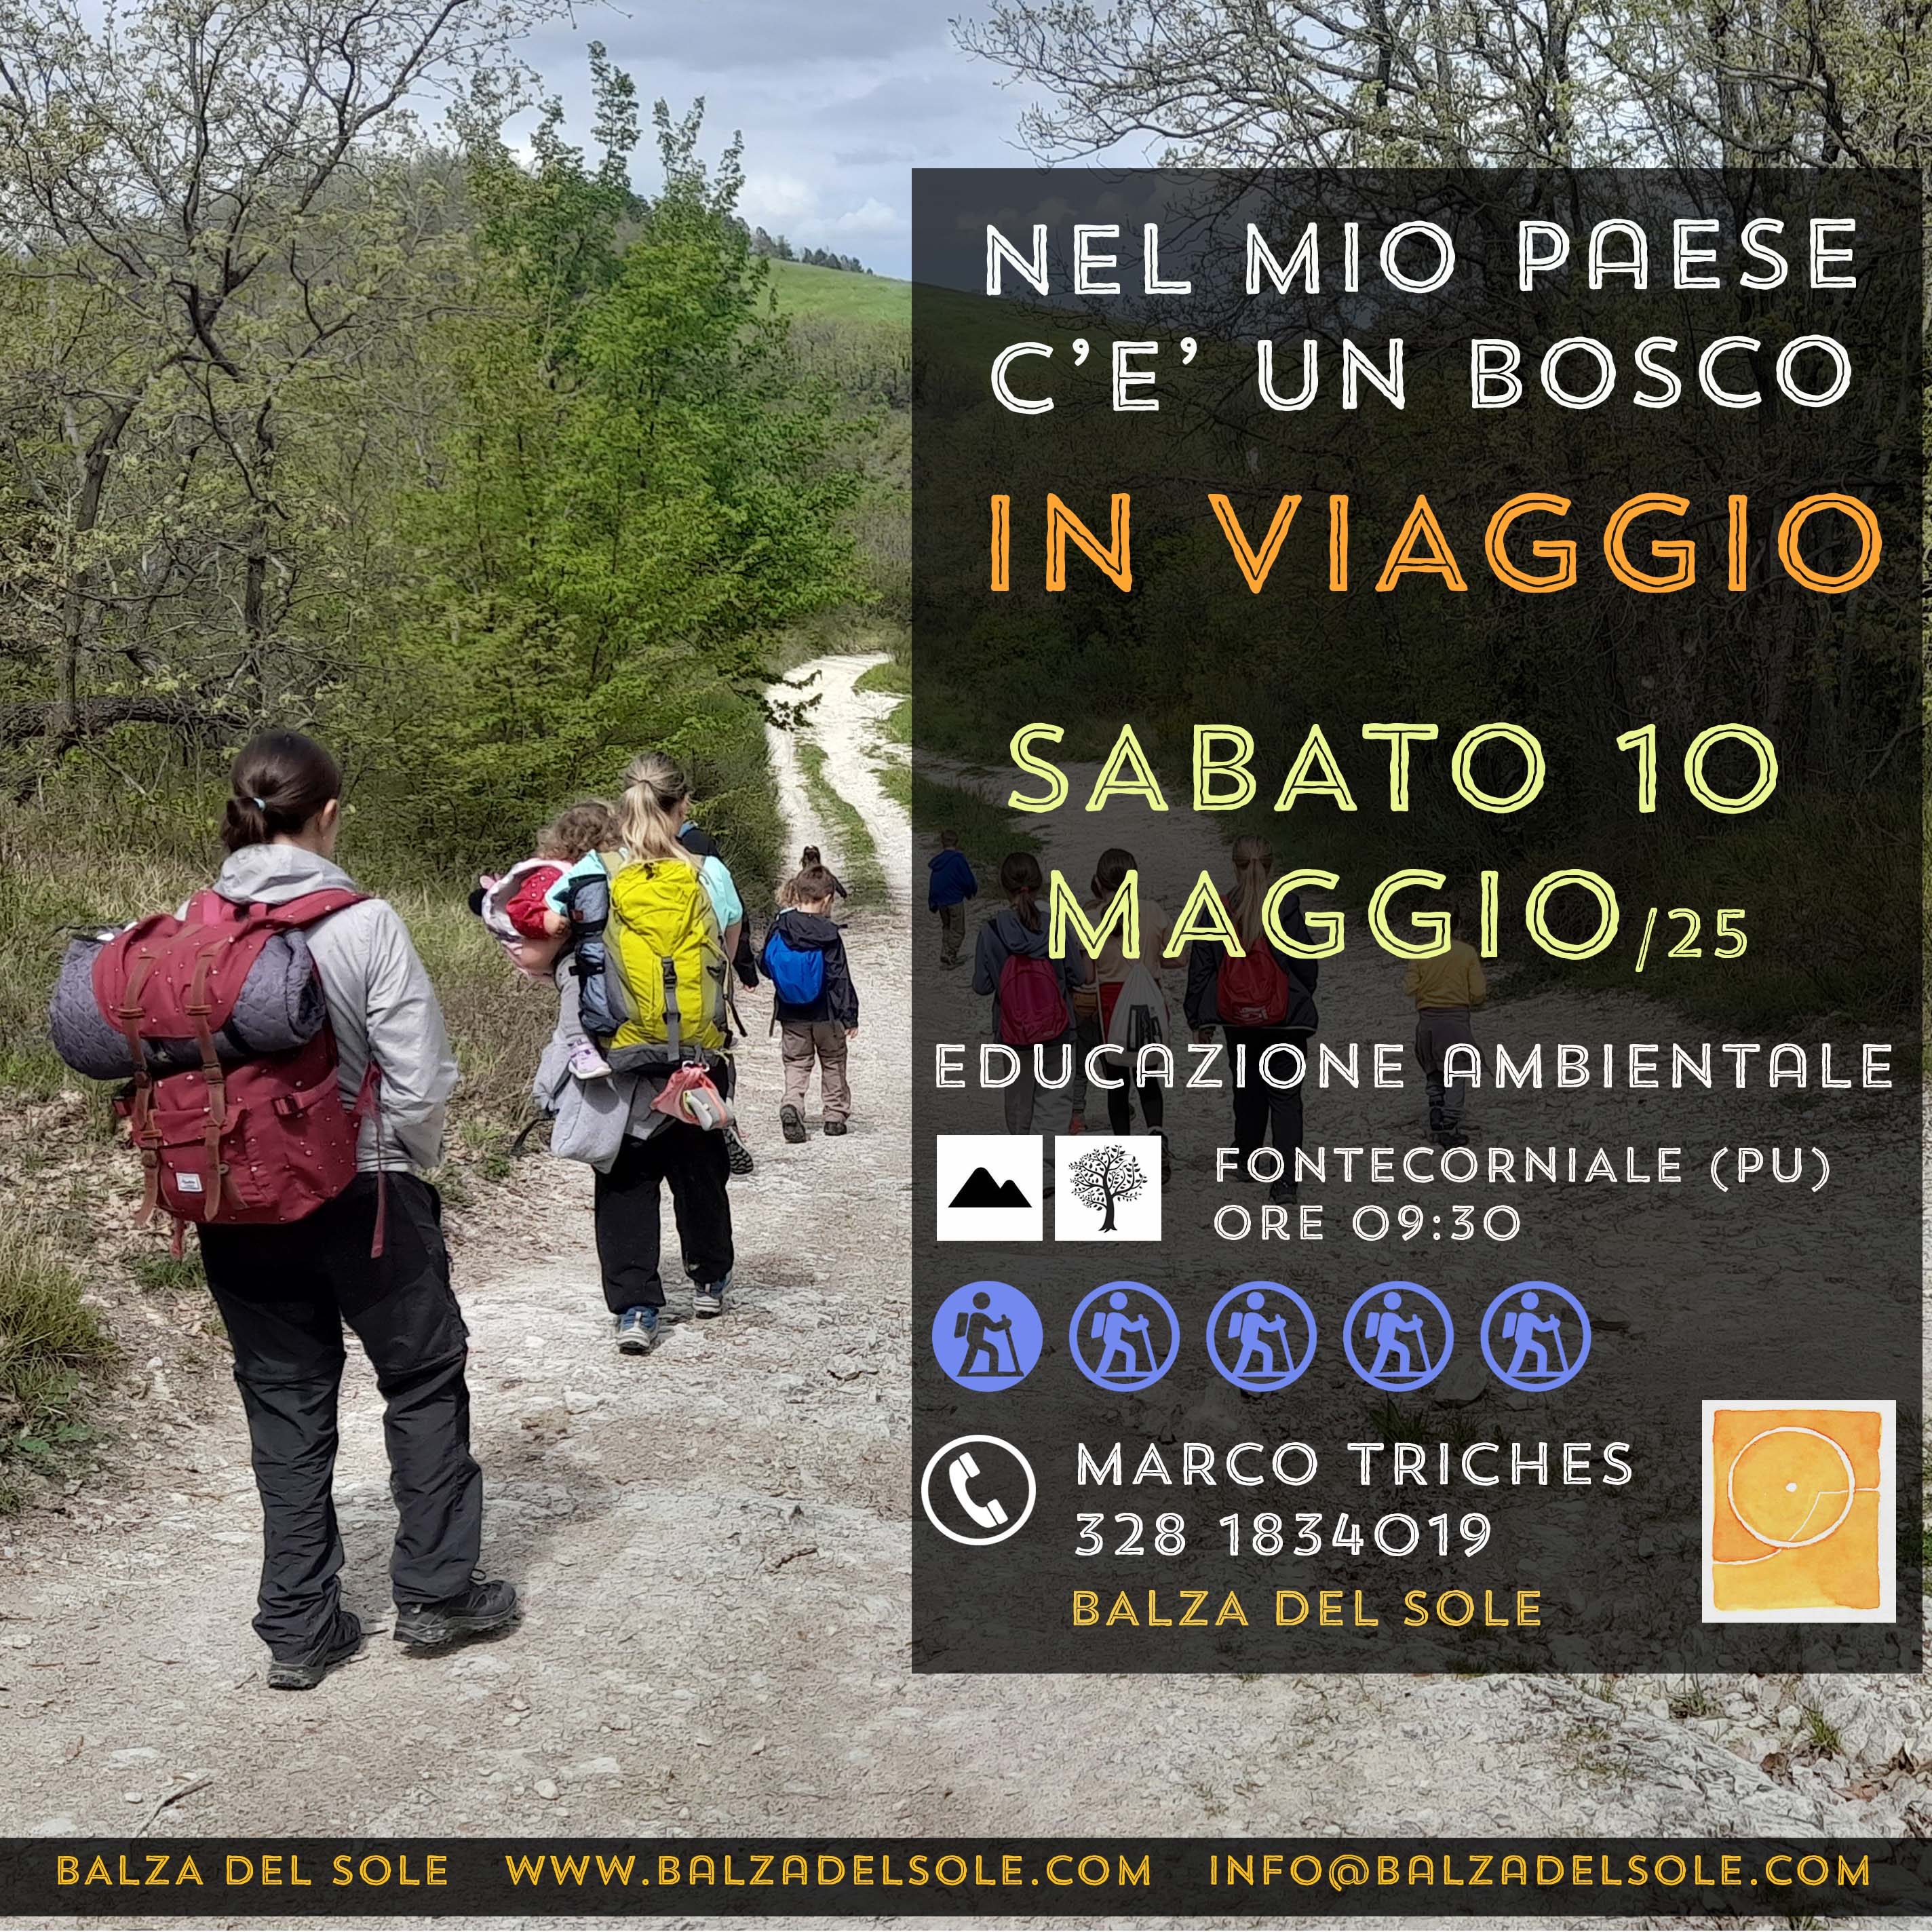 NEL MIO PAESE
C'E' UN BOSCO
IN VIAGGIO
SABATO 10
MAGGIO/25
EDUCAZIONE AMBIENTALE
FONTECORNIALE (PU)
ORE 09:30
MARCO TRICHES
328 1834019
BALZA DEL SOLE
BALZA DEL SOLE WWW.BALZADELSOLE.COM INFO@BALZADELSOLE.COM